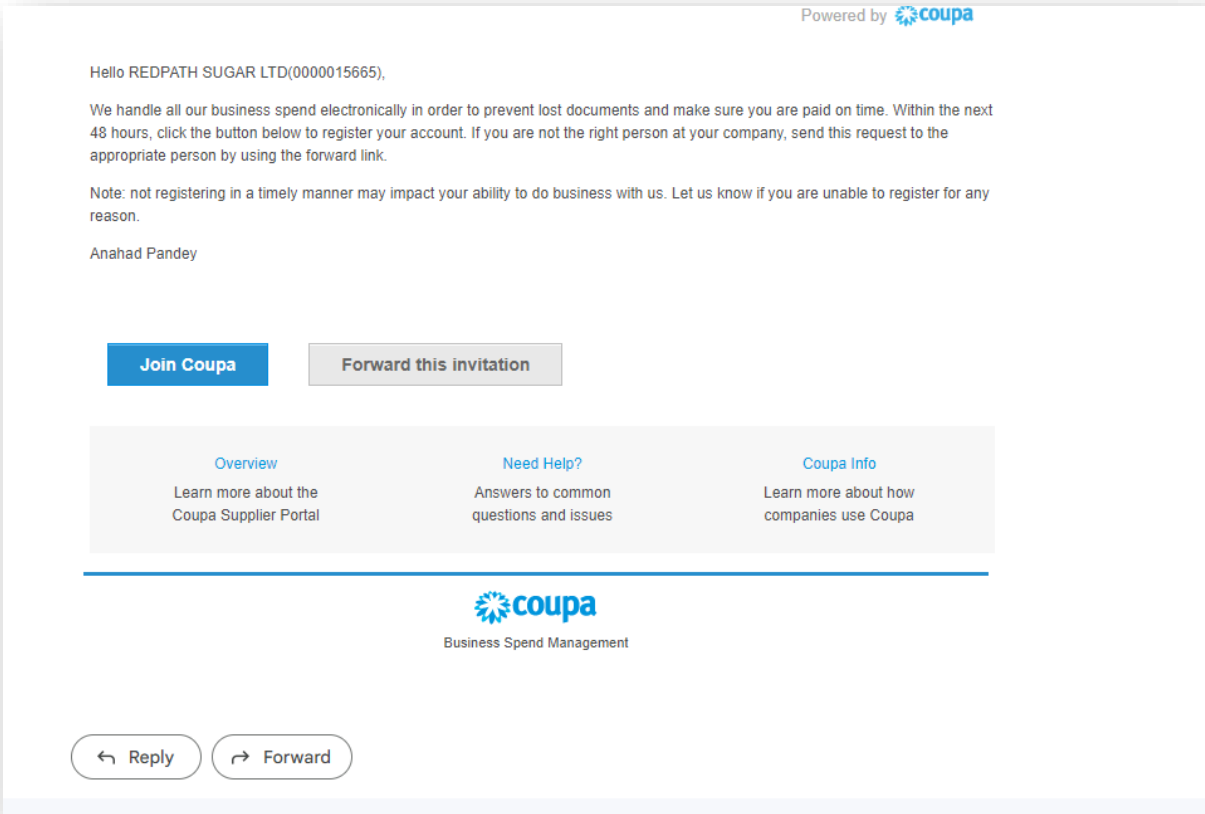 Powered by coupa
Hello REDPATH SUGAR LTD(0000015665),
We handle all our business spend electronically in order to prevent lost documents and make sure you are paid on time. Within the next
48 hours, click the button below to register your account. If you are not the right person at your company, send this request to the
appropriate person by using the forward link.
Note: not registering in a timely manner may impact your ability to do business with us. Let us know if you are unable to register for any
reason.
Anahad Pandey
Join Coupa
Forward this invitation
Overview
Learn more about the
Coupa Supplier Portal
Need Help?
Answers to common
questions and issues
Coupa Info
Learn more about how
companies use Coupa
coupa
Business Spend Management
Reply
Forward